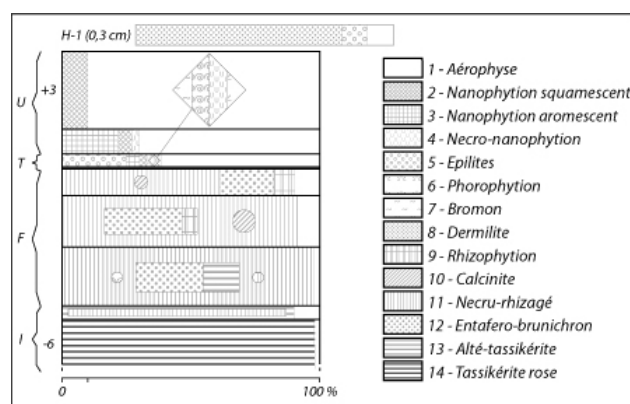 H-1 (0,3 cm)
U
+3
T
F
I
-6
0
100 %
1 - Aérophyse
2 - Nanophytion squamescent
3 - Nanophytion aromescent
4 - Necro-nanophytion
5 - Epilites
6 - Phorophytion
7 - Bromon
8 - Dermilite
9 - Rhizophytion
10 - Calcinite
11 - Necru-rhizagé
12 - Entafero-brunichron
13 - Alté-tassikérite
14 - Tassikérite rose